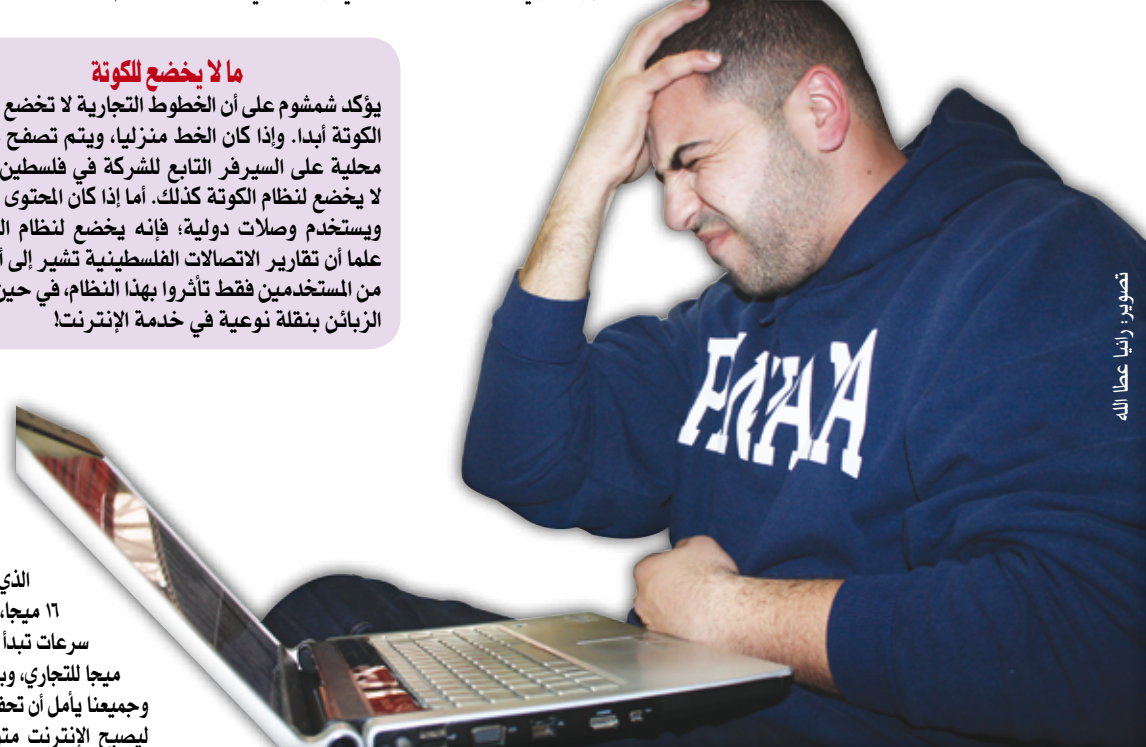 ما لا يخضع للكوتة
يؤكد شمشوم على أن الخطوط التجارية لا تخضع
الكوتة أبدا. وإذا كان الخط منزليا، ويتم تصفح
محلية على السيرفر التابع للشركة في فلسطين
لا يخضع لنظام الكوتة كذلك. أما إذا كان المحتوى
ويستخدم وصلات دولية؛ فإنه يخضع لنظام
علما أن تقارير الاتصالات الفلسطينية تشير إلى
من المستخدمين فقط تأثروا بهذا النظام، في حين
الزبائن بنقلة نوعية في خدمة الإنترنت!
تصوير: رانيا عطا الله
الذي
١٦ ميجا،
سرعات تبدأ
ميجا للتجاري،
وجميعنا يأمل أن
ليصبح الإنترنت